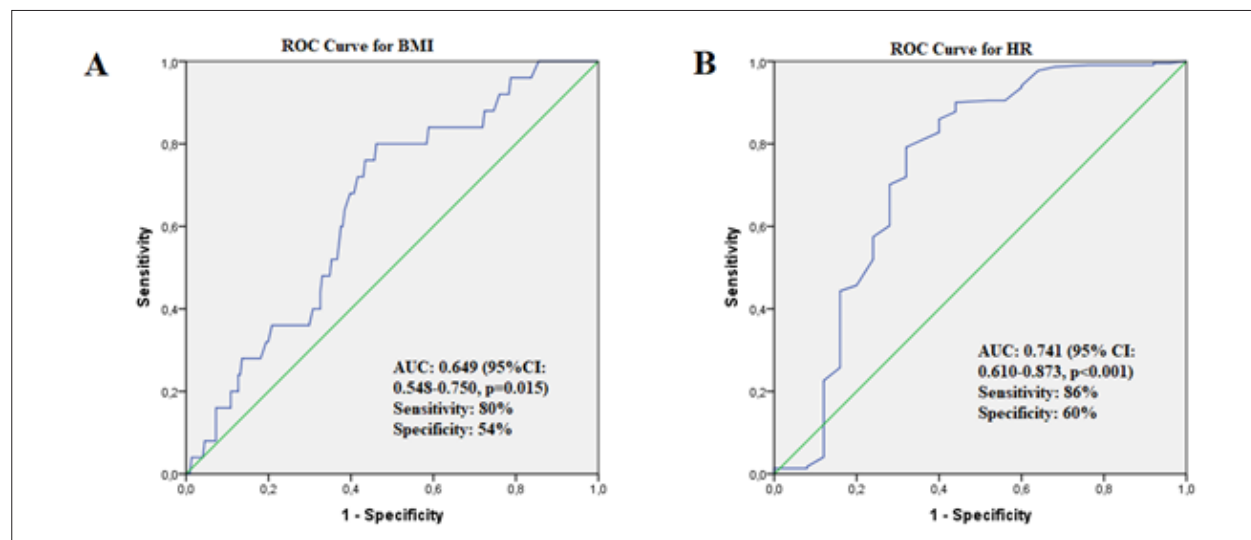 A
ROC Curve for BMI
1,0
0,8
0,6
0,4
0,2
0,0
Sensitivity
AUC: 0.649 (95%CI:
0.548-0.750, p=0.015)
Sensitivity: 80%
Specificity: 54%
0,0 0,2 0,4 0,6 0,8 1,0
1 - Specificity
B
ROC Curve for HR
1,0
0,8
0,6
0,4
0,2
0,0
Sensitivity
AUC: 0.741 (95% CI:
0.610-0.873, p<0.001)
Sensitivity: 86%
Specificity: 60%
0,0 0,2 0,4 0,6 0,8 1,0
1 - Specificity